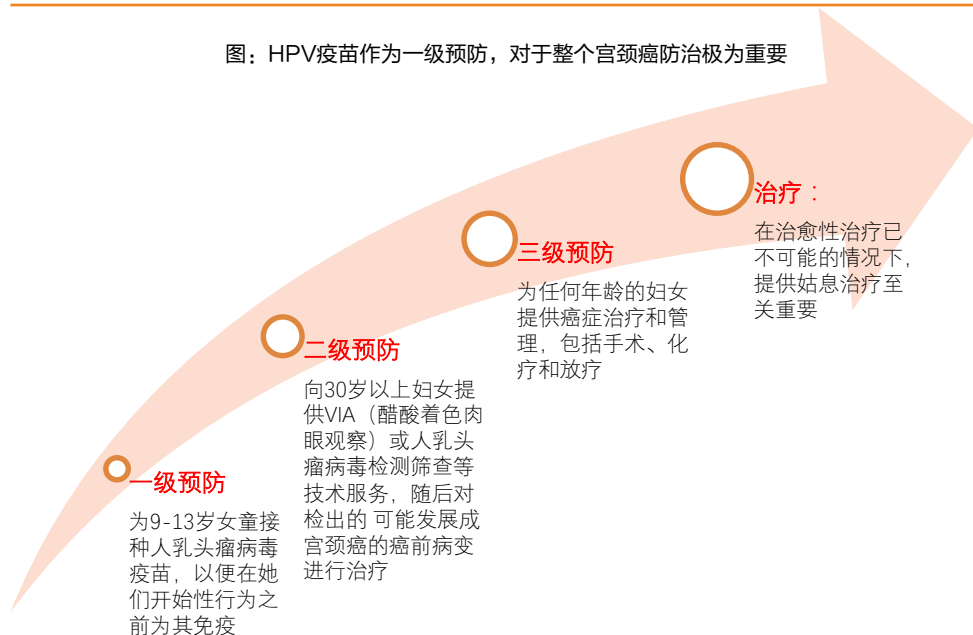 图：HPV疫苗作为一级预防，对于整个宫颈癌防治极为重要
治疗：
在治愈性治疗已
不可能的情况下，
提供姑息治疗至
关重要
三级预防
为任何年龄的妇女
提供癌症治疗和管
理，包括手术、化
疗和放疗
二级预防
向30岁以上妇女提
供VIA（醋酸着色肉
眼观察）或人乳头
瘤病毒检测筛查等
技术服务，随后对
检出的 可能发展成
宫颈癌的癌前病变
进行治疗
一级预防
为9-13岁女童接
种人乳头瘤病毒
疫苗，以便在她
们开始性行为之
前为其免疫